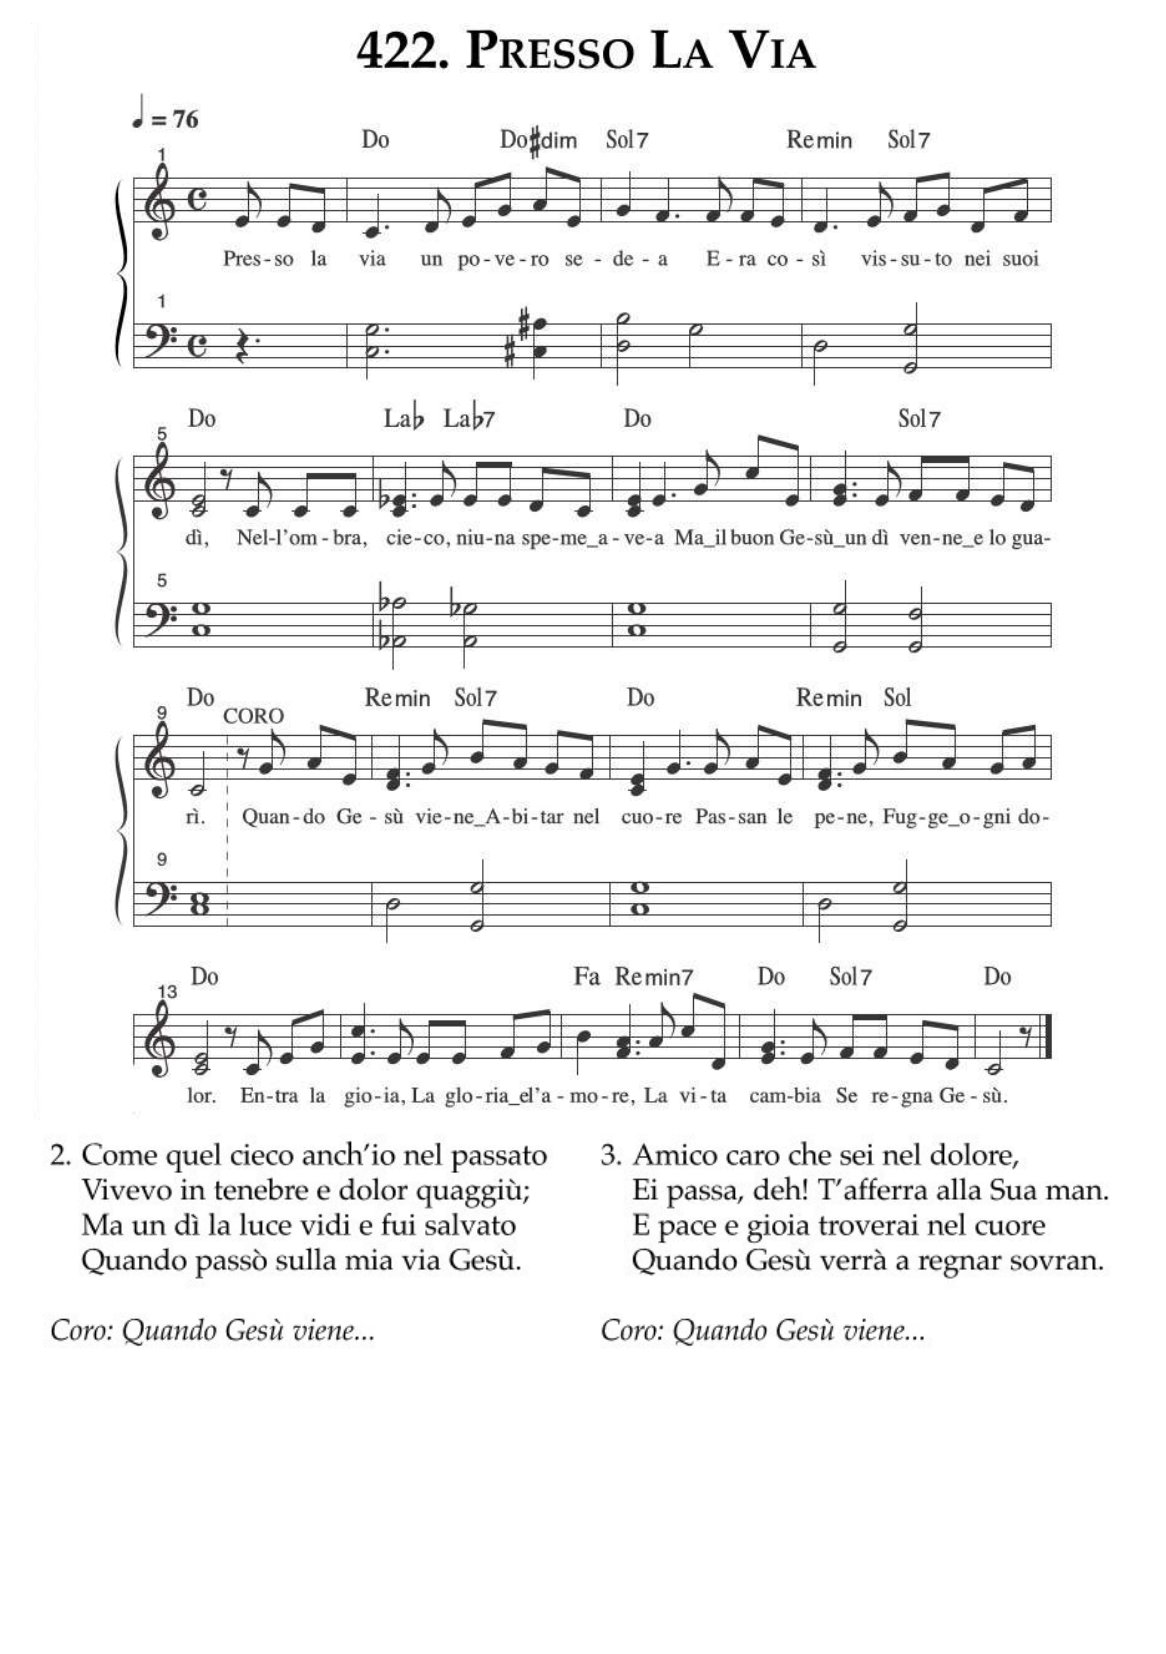 422. PRESSO LA VIA
= 76
Do Do#dim Sol7 Remin Sol7
1
Pres-so la via un po-ve-ro se-de-a E-ra co-sì vis-su-to nei suoi
1
Do Lab Lab7 Do Sol7
5
dì, Nel-l'om-bra, cie-co, niu-na spe-me_a-ve-a Ma_il buon Ge-sù_un dì ven-ne_e lo gua-
5
Do CORO Remin Sol7 Do Remin Sol
9
rì. Quan-do Ge-sù vie-ne_A-bi-tar nel cuo-re Pas-san le pe-ne, Fug-ge_o-gni do-
9
Do Fa Remin7 Do Sol7 Do
13
lor. En-tra la gio-ia, La glo-ria_el'a-mo-re, La vi-ta cam-bia Se re-gna Ge-sù.
2. Come quel cieco anch'io nel passato
Vivevo in tenebre e dolor quaggiù;
Ma un dì la luce vidi e fui salvato
Quando passò sulla mia via Gesù.
Coro: Quando Gesù viene...
3. Amico caro che sei nel dolore,
Ei passa, deh! T'afferra alla Sua man.
E pace e gioia troverai nel cuore
Quando Gesù verrà a regnar sovran.
Coro: Quando Gesù viene...